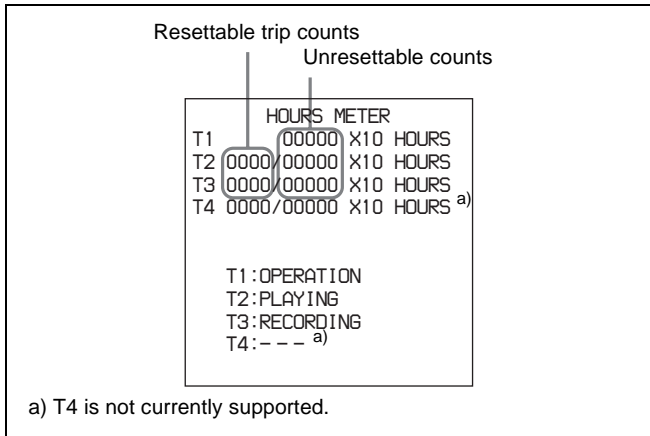 Resettable trip counts
Unresettable counts
HOURS METER
T1 00000 X10 HOURS
T2 0000/00000 X10 HOURS
T3 0000/00000 X10 HOURS
T4 0000/00000 X10 HOURS a)
T1:OPERATION
T2:PLAYING
T3:RECORDING
T4:--- a)
a) T4 is not currently supported.